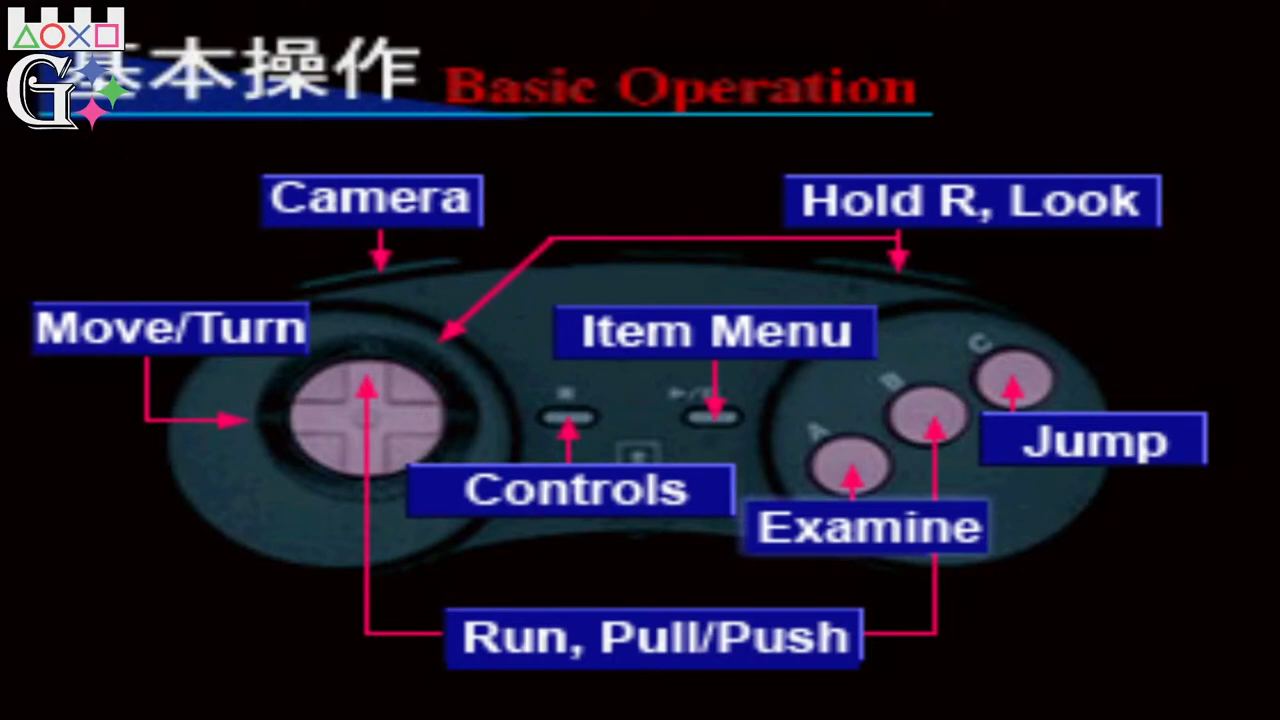 基本操作 Basic Operation
Camera
Hold R, Look
Move/Turn
Item Menu
C
B
A
Jump
Controls
Examine
Run, Pull/Push
G